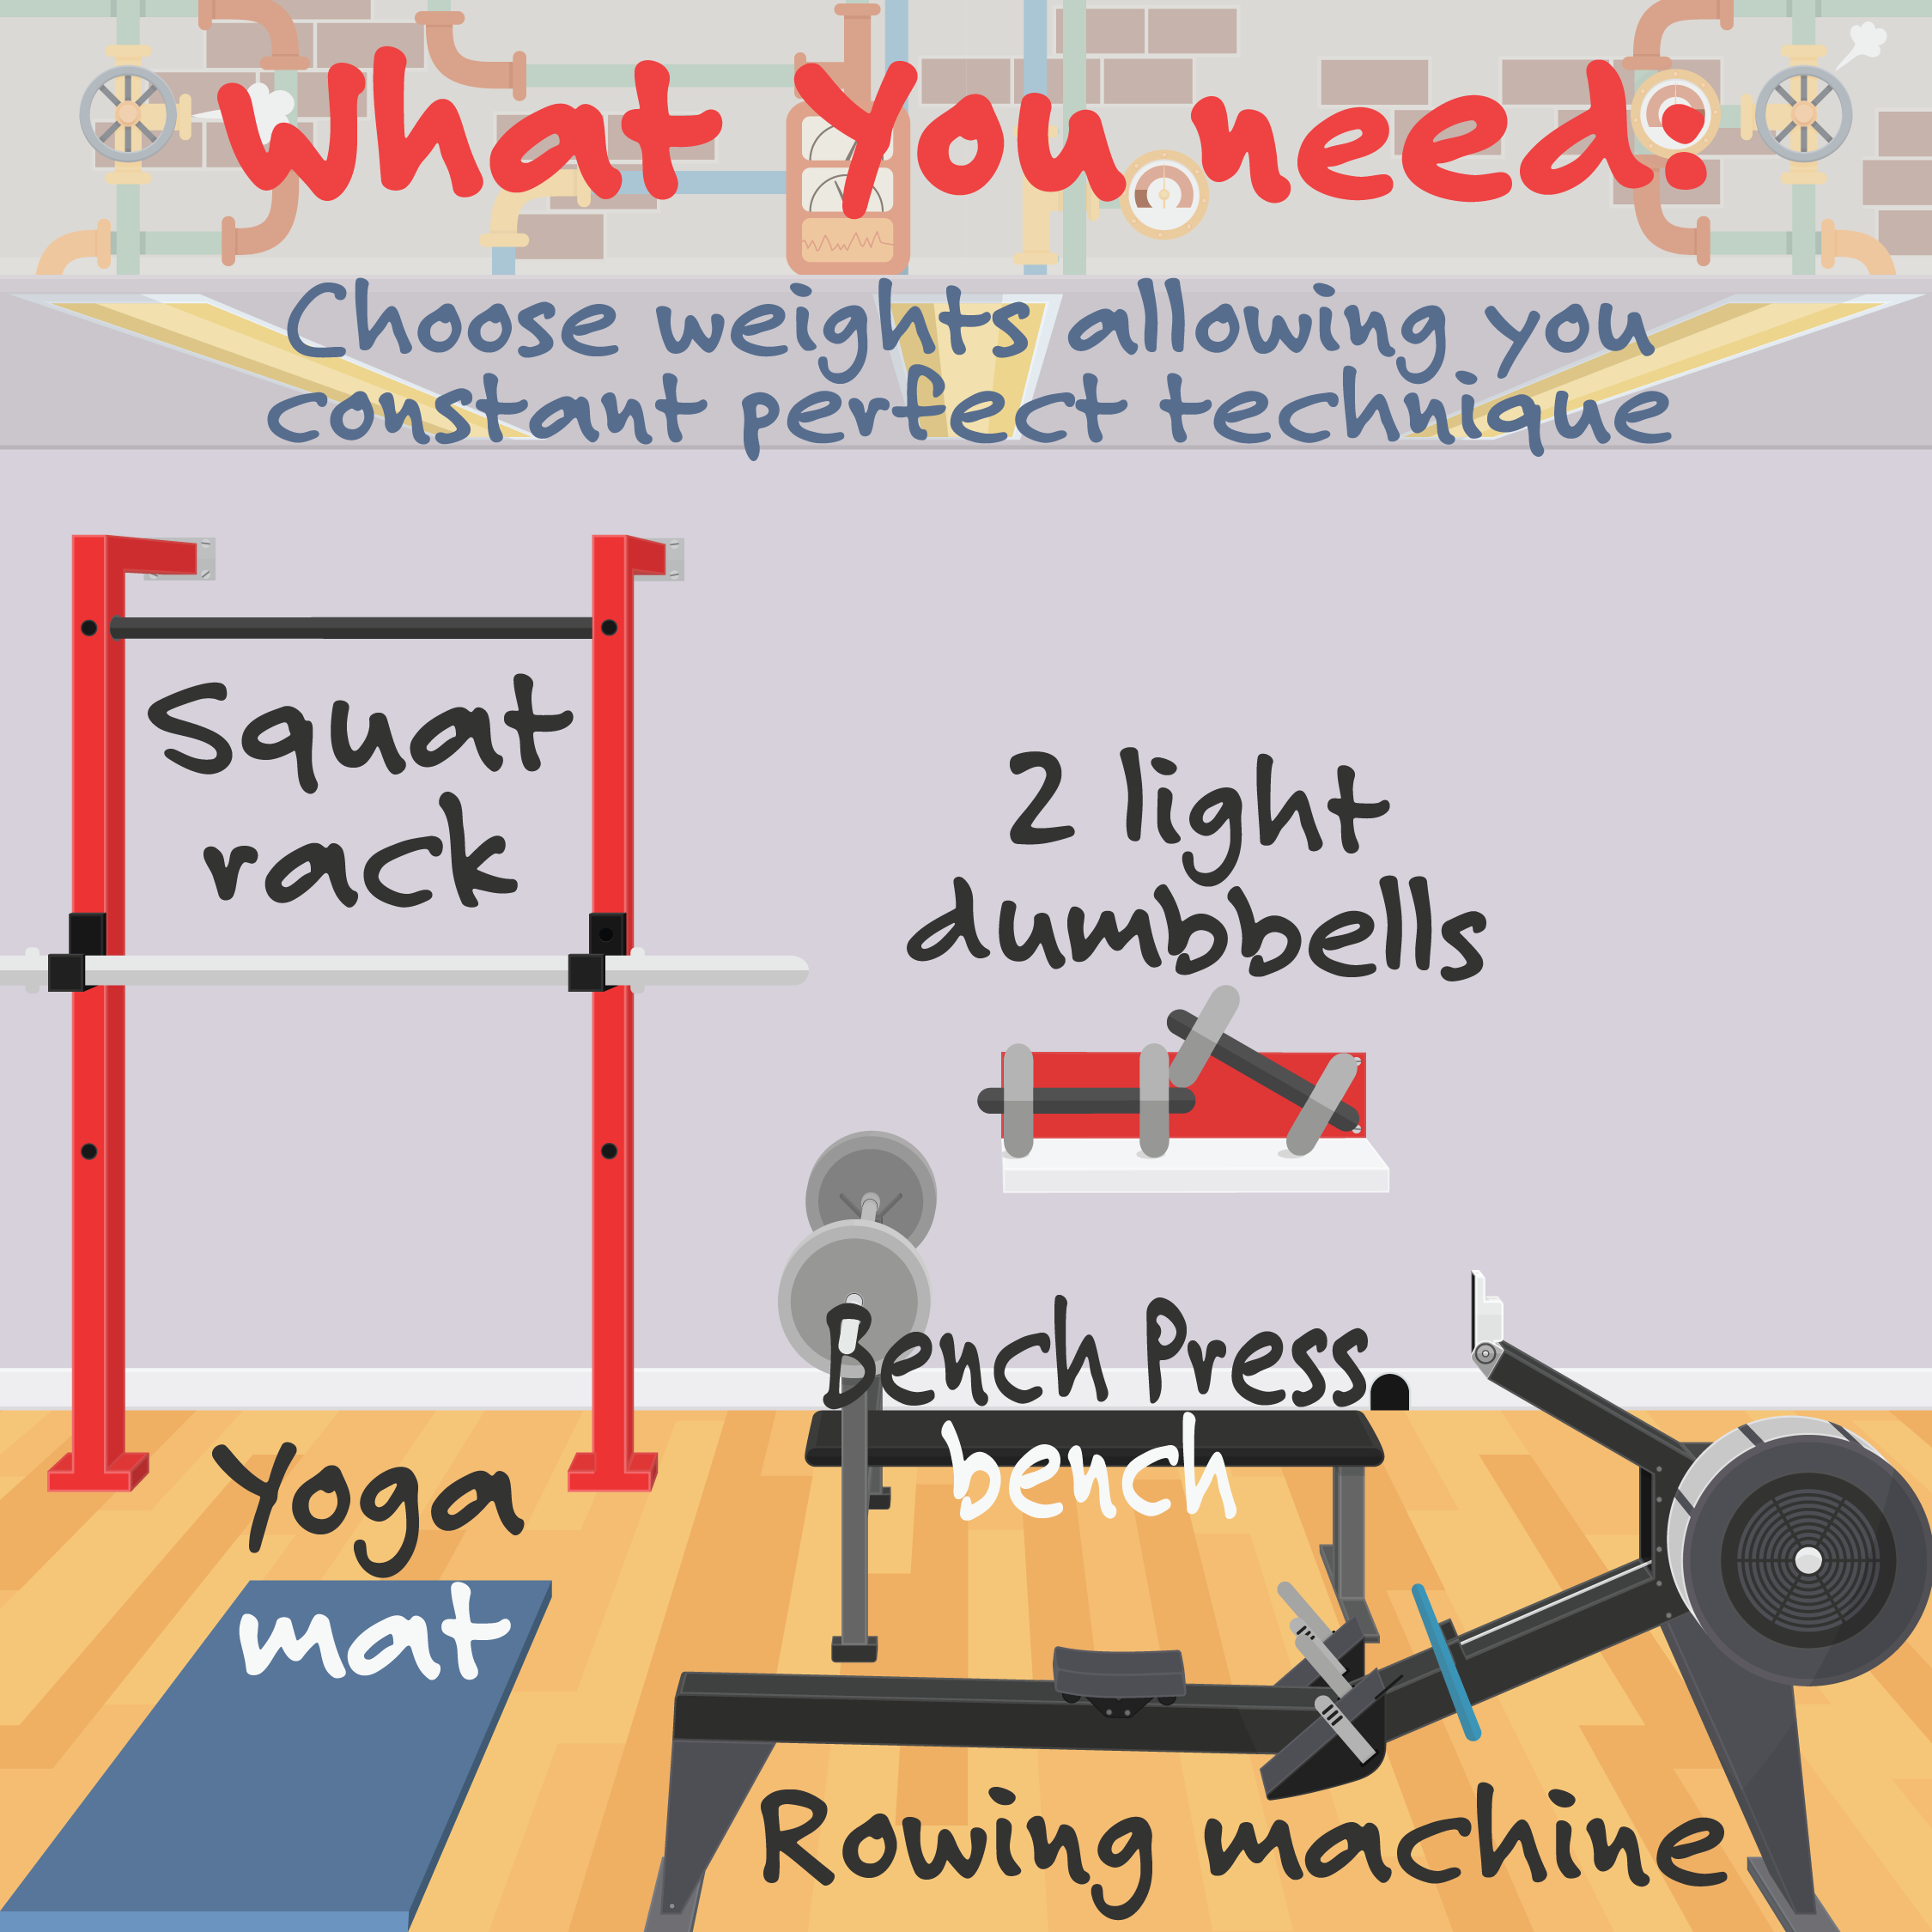 What You need:
Choose weights allowing you
constant perfect technique
Squat
rack
2 light
dumbbells
Bench Press
bench
Yoga
mat
Rowing machine